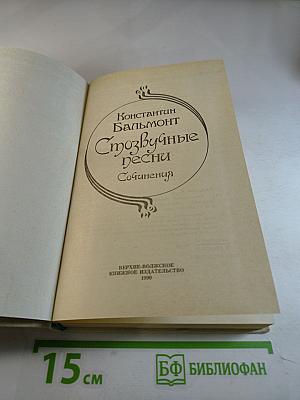 Константин
Бальмонт
Стозвучные
песни
Сочинения
ВЕРХНЕ-ВОЛЖСКОЕ
КНИЖНОЕ ИЗДАТЕЛЬСТВО
1990
15 см
БФ БИБЛИОФАН